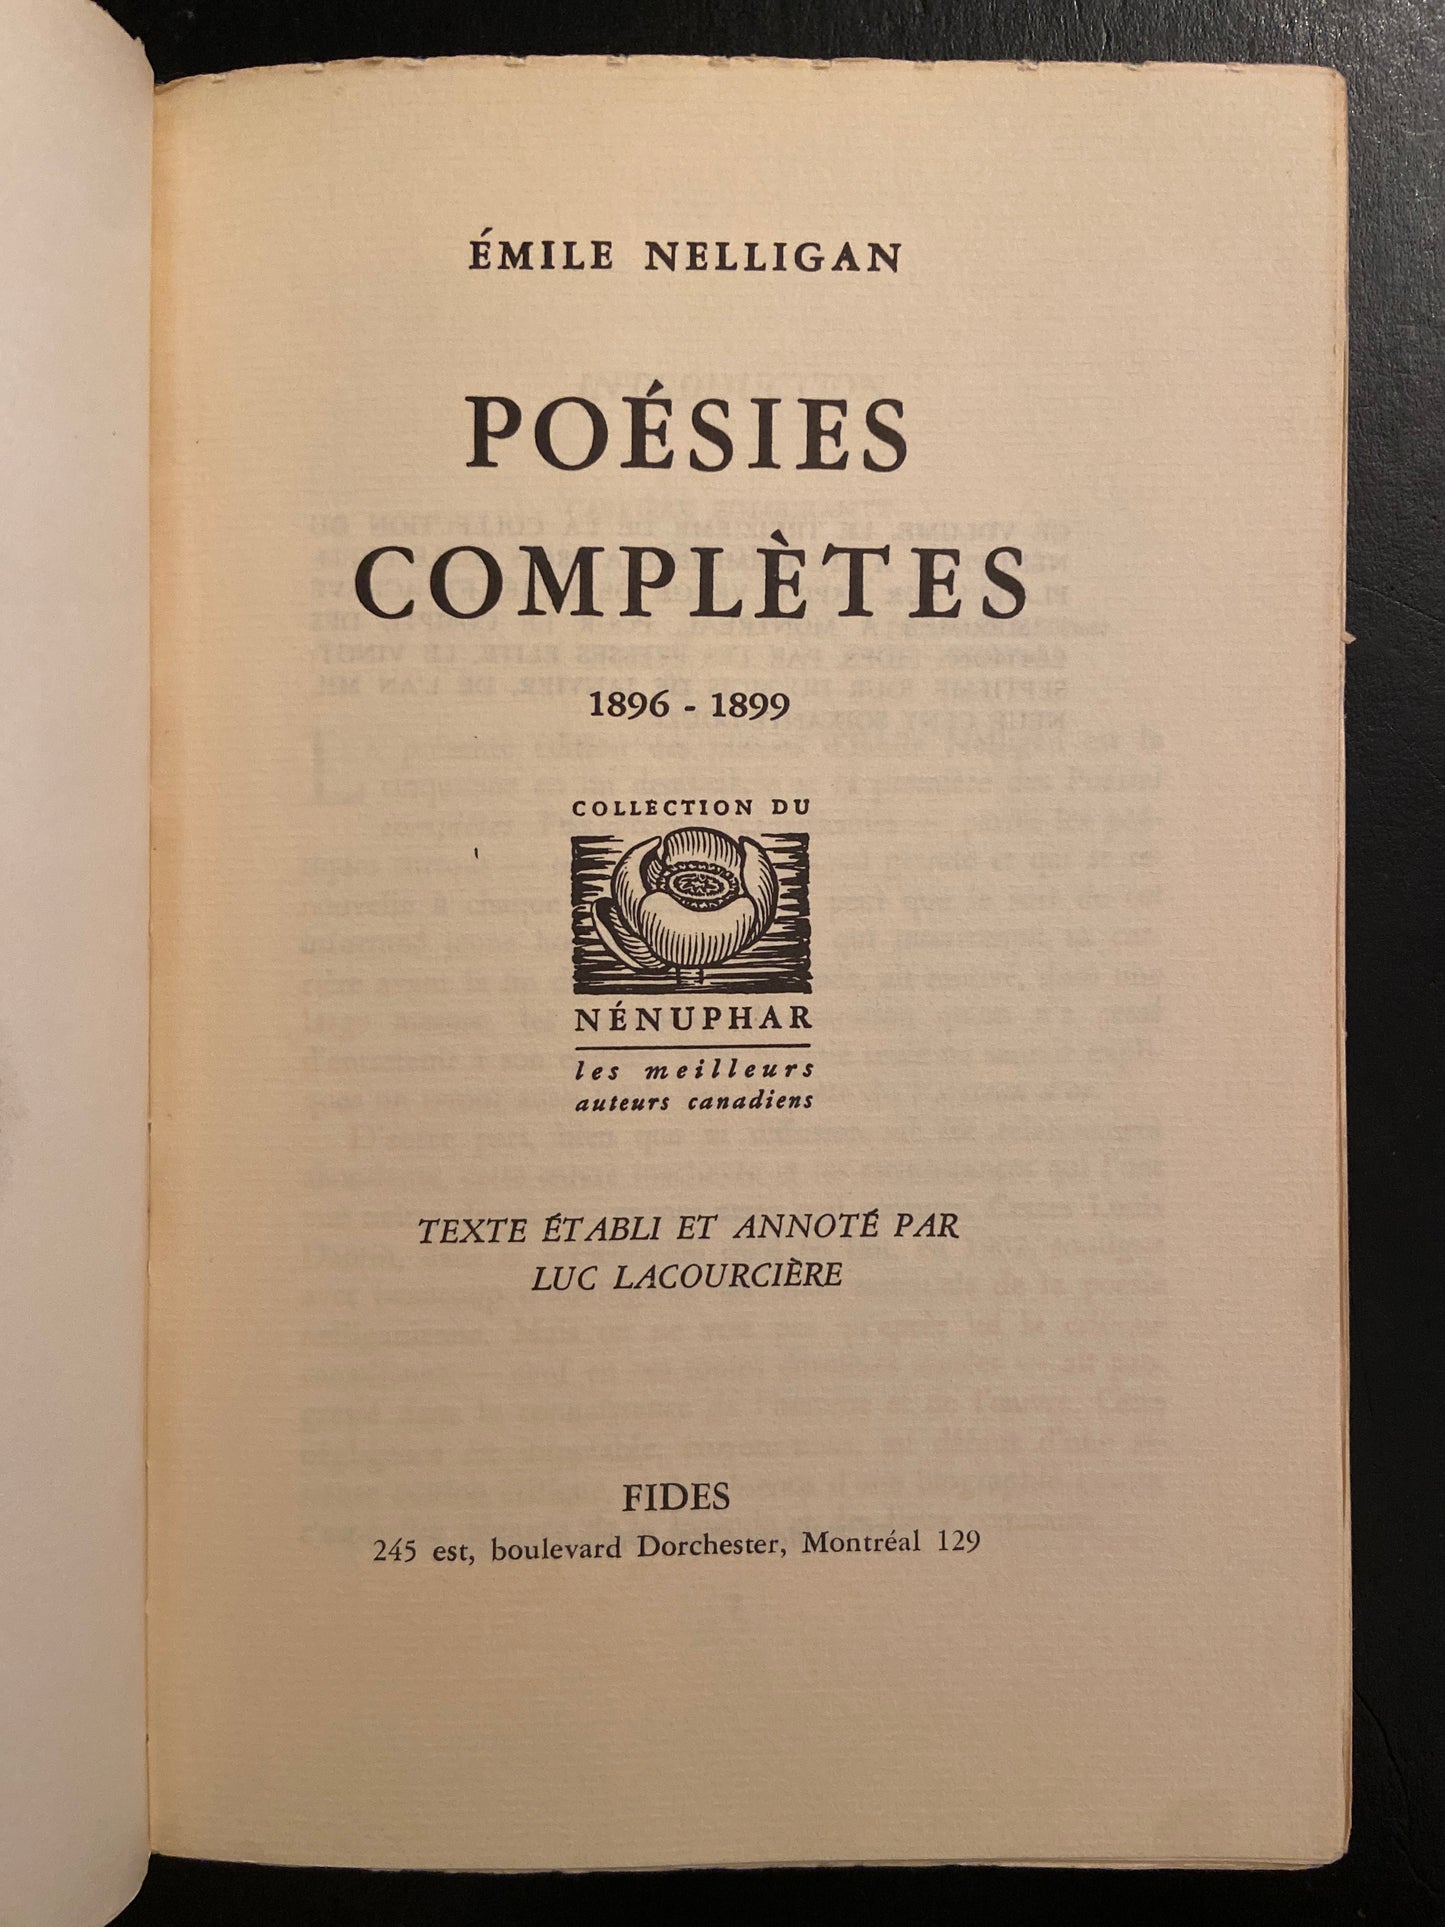 ÉMILE NELLIGAN
POÉSIES
COMPLÈTES
1896 - 1899
COLLECTION DU
NÉNUPHAR
les meilleurs
auteurs canadiens
TEXTE ÉTABLI ET ANNOTÉ PAR
LUC LACOURCIÈRE
FIDES
245 est, boulevard Dorchester, Montréal 129